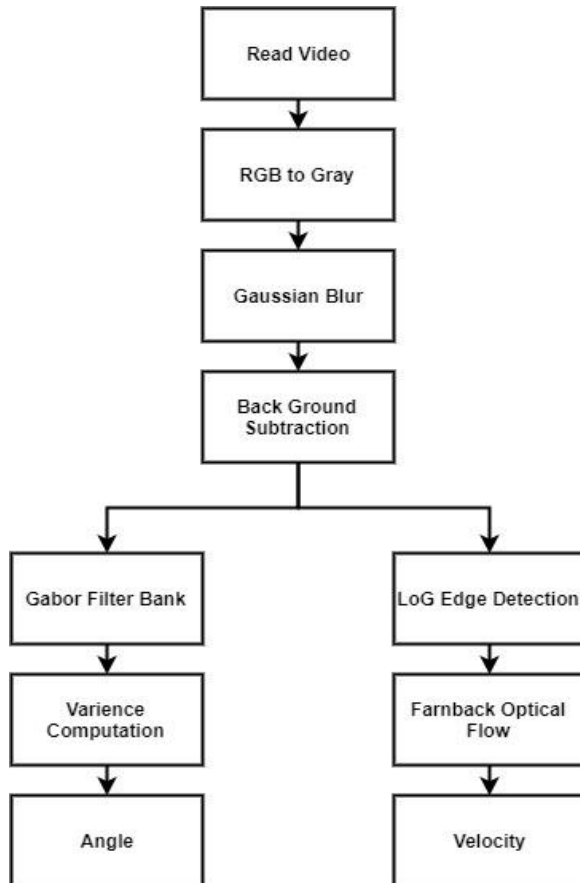 Read Video
RGB to Gray
Gaussian Blur
Back Ground
Subtraction
Gabor Filter Bank
LoG Edge Detection
Varience
Computation
Farnback Optical
Flow
Angle
Velocity